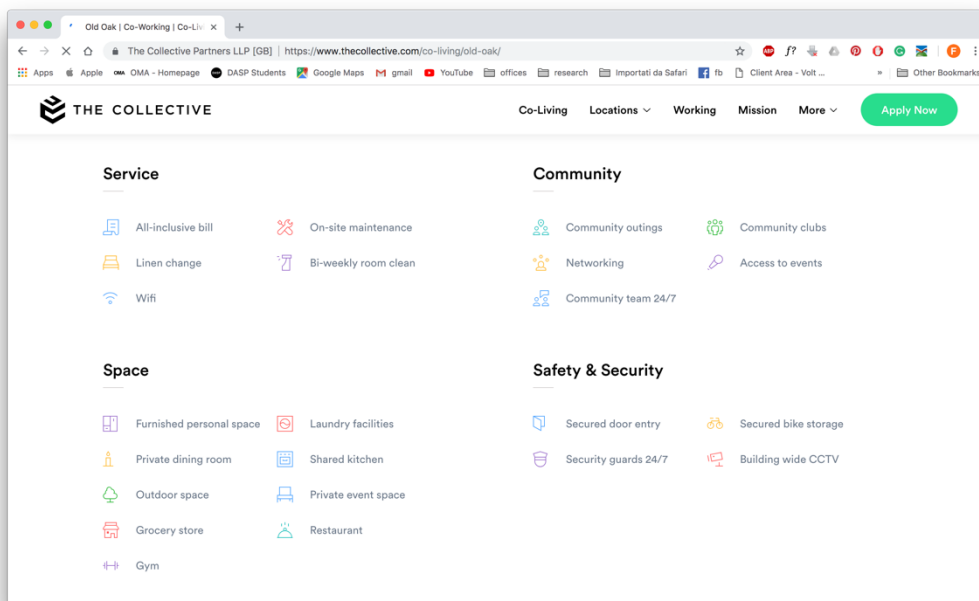 Old Oak | Co-Working | Co-Liv
The Collective Partners LLP [GB] | https://www.thecollective.com/co-living/old-oak/
Apps Apple OMA - Homepage DASP Students Google Maps gmail YouTube offices research Importati da Safari fb Client Area - Volt ... » Other Bookmarks
THE COLLECTIVE Co-Living Locations Working Mission More Apply Now
Service
All-inclusive bill On-site maintenance
Linen change Bi-weekly room clean
Wifi
Community
Community outings Community clubs
Networking Access to events
Community team 24/7
Space
Furnished personal space Laundry facilities
Private dining room Shared kitchen
Outdoor space Private event space
Grocery store Restaurant
Gym
Safety & Security
Secured door entry Secured bike storage
Security guards 24/7 Building wide CCTV